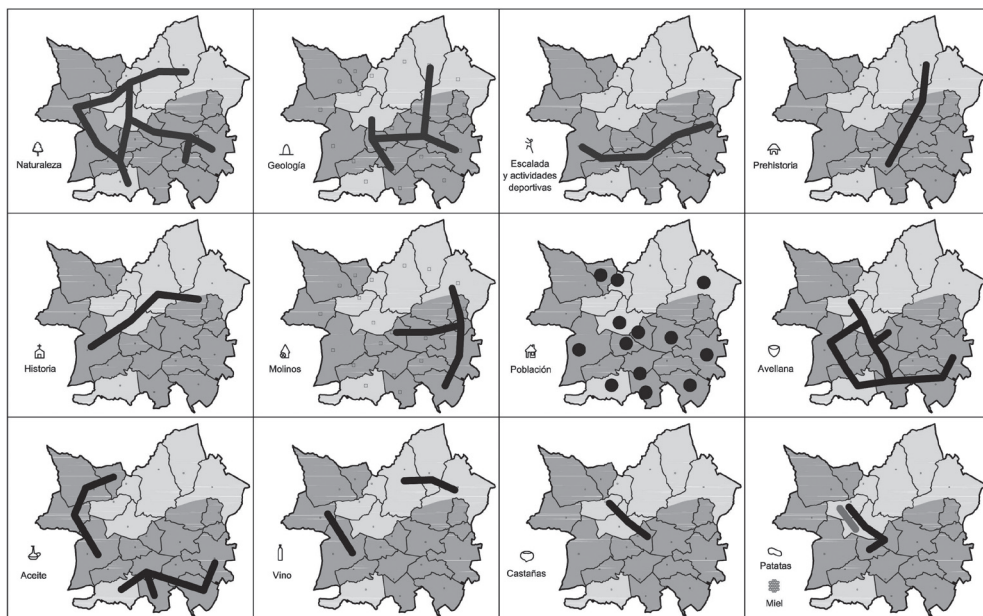 Naturaleza
Geología
Escalada
y actividades
deportivas
Prehistoria
Historia
Molinos
Población
Avellana
Aceite
Vino
Castañas
Patatas
Miel